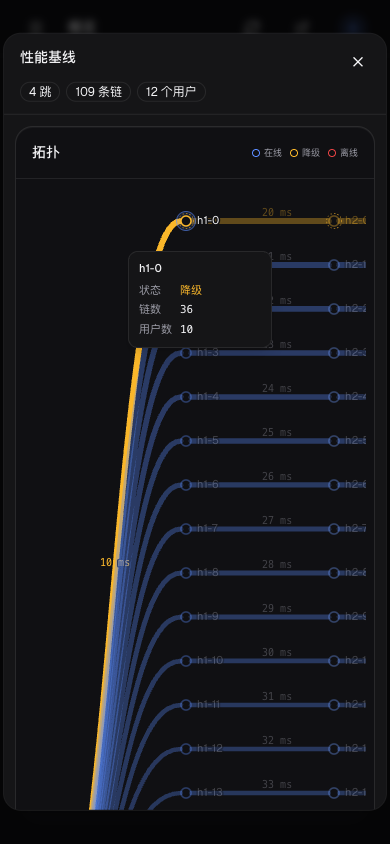 性能基线
4 跳 109 条链 12 个用户
拓扑 在线 降级 离线
h1-0 20 ms
h1-0
状态 降级
链数 36
用户数 10
h1-3
h1-4 24 ms
h1-5 25 ms
h1-6 26 ms
h1-7 27 ms
h1-8 28 ms
10 ms
h1-9 29 ms
h1-10 30 ms
h1-11 31 ms
h1-12 32 ms
h1-13 33 ms